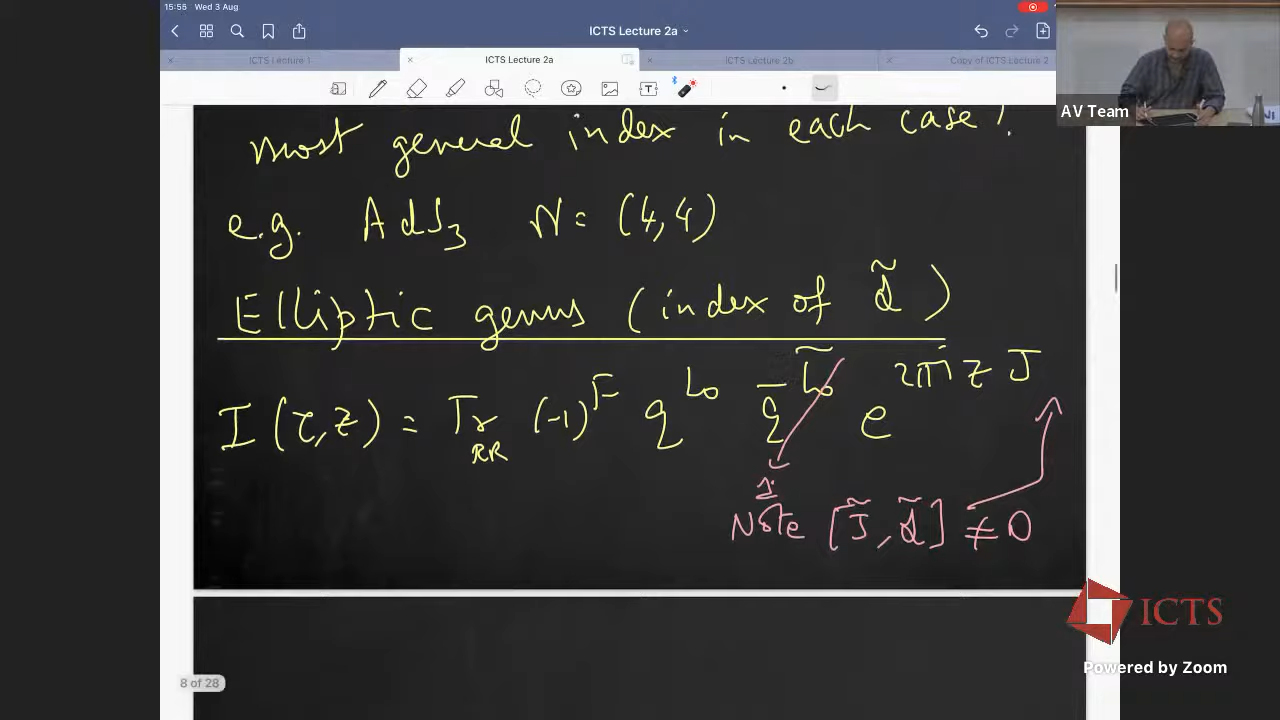 15:55 Wed 3 Aug
ICTS Lecture 2a
ICTS Lecture 1
ICTS Lecture 2a
ICTS Lecture 2b
Copy of ICTS Lecture 2
AV Team
most general index in each case?
e.g. AdS₃ N = (4,4)
Elliptic genus (index of Q̃)
I(τ,z) = Tr_RR (-1)^F q^{L₀} q̄^{L̃₀} e^{2πi z J}
1
Note [J̃, Q̃] ≠ 0
8 of 28
ICTS
Powered by Zoom